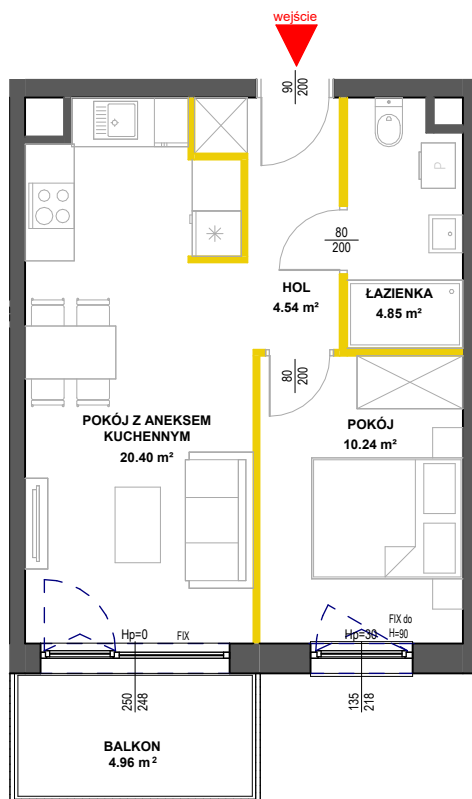 wejście
90
200
P
80
200
HOL
4.54 m²
ŁAZIENKA
4.85 m²
80
200
POKÓJ Z ANEKSEM
KUCHENNYM
20.40 m²
POKÓJ
10.24 m²
Hp=0
FIX
Hp=30
FIX do
H=90
250
248
135
218
BALKON
4.96 m²